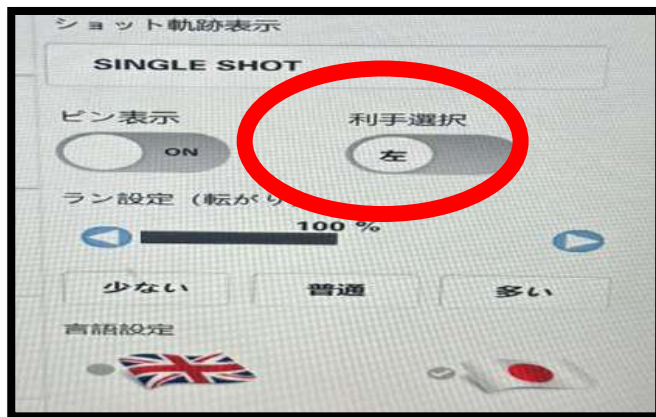 ショット軌跡表示
SINGLE SHOT
ピン表示 利手選択
ON 左
ラン設定（転がり
100 %
少ない 普通 多い
言語設定